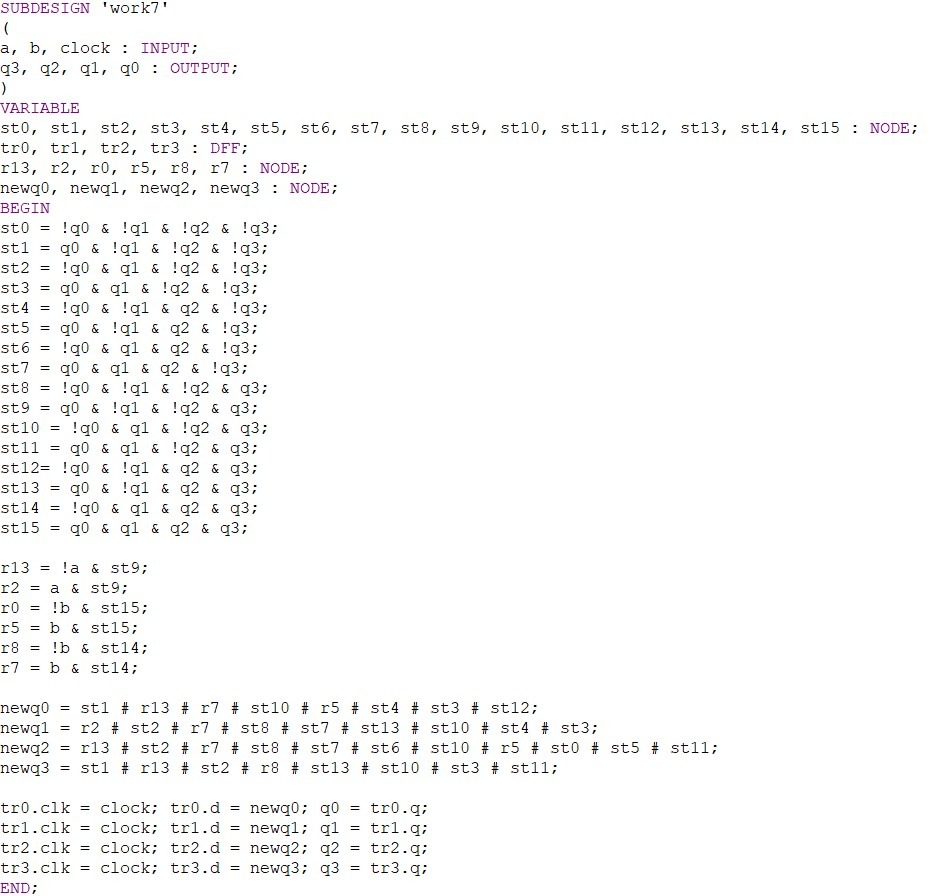 SUBDESIGN 'work7'
(
a, b, clock : INPUT;
q3, q2, q1, q0 : OUTPUT;
)
VARIABLE
st0, st1, st2, st3, st4, st5, st6, st7, st8, st9, st10, st11, st12, st13, st14, st15 : NODE;
tr0, tr1, tr2, tr3 : DFF;
r13, r2, r0, r5, r8, r7 : NODE;
newq0, newq1, newq2, newq3 : NODE;
BEGIN
st0 = !q0 & !q1 & !q2 & !q3;
st1 = q0 & !q1 & !q2 & !q3;
st2 = !q0 & q1 & !q2 & !q3;
st3 = q0 & q1 & !q2 & !q3;
st4 = !q0 & !q1 & q2 & !q3;
st5 = q0 & !q1 & q2 & !q3;
st6 = !q0 & q1 & q2 & !q3;
st7 = q0 & q1 & q2 & !q3;
st8 = !q0 & !q1 & !q2 & q3;
st9 = q0 & !q1 & !q2 & q3;
st10 = !q0 & q1 & !q2 & q3;
st11 = q0 & q1 & !q2 & q3;
st12= !q0 & !q1 & q2 & q3;
st13 = q0 & !q1 & q2 & q3;
st14 = !q0 & q1 & q2 & q3;
st15 = q0 & q1 & q2 & q3;
r13 = !a & st9;
r2 = a & st9;
r0 = !b & st15;
r5 = b & st15;
r8 = !b & st14;
r7 = b & st14;
newq0 = st1 # r13 # r7 # st10 # r5 # st4 # st3 # st12;
newq1 = r2 # st2 # r7 # st8 # st7 # st13 # st10 # st4 # st3;
newq2 = r13 # st2 # r7 # st8 # st7 # st6 # st10 # r5 # st0 # st5 # st11;
newq3 = st1 # r13 # st2 # r8 # st13 # st10 # st3 # st11;
tr0.clk = clock; tr0.d = newq0; q0 = tr0.q;
tr1.clk = clock; tr1.d = newq1; q1 = tr1.q;
tr2.clk = clock; tr2.d = newq2; q2 = tr2.q;
tr3.clk = clock; tr3.d = newq3; q3 = tr3.q;
END;